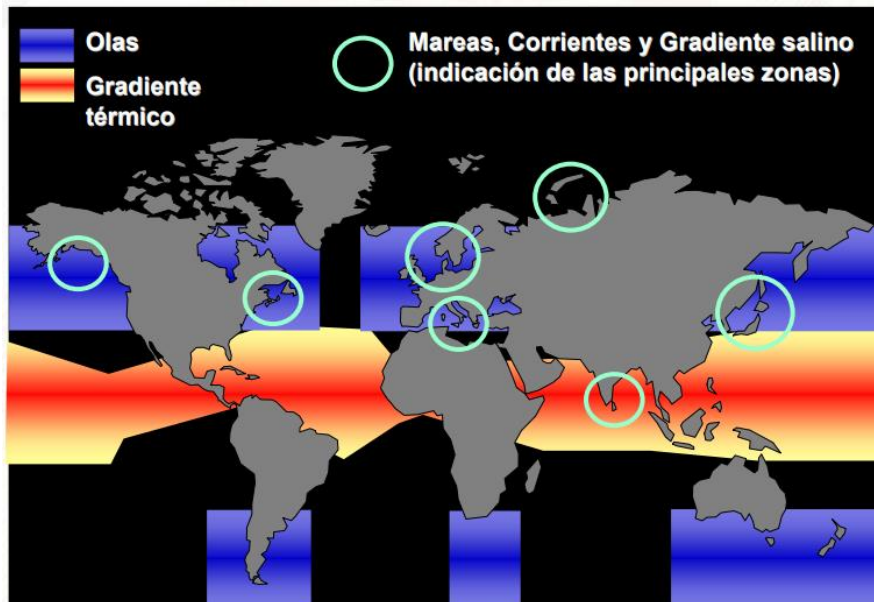 Olas
Gradiente
térmico
Mareas, Corrientes y Gradiente salino
(indicación de las principales zonas)